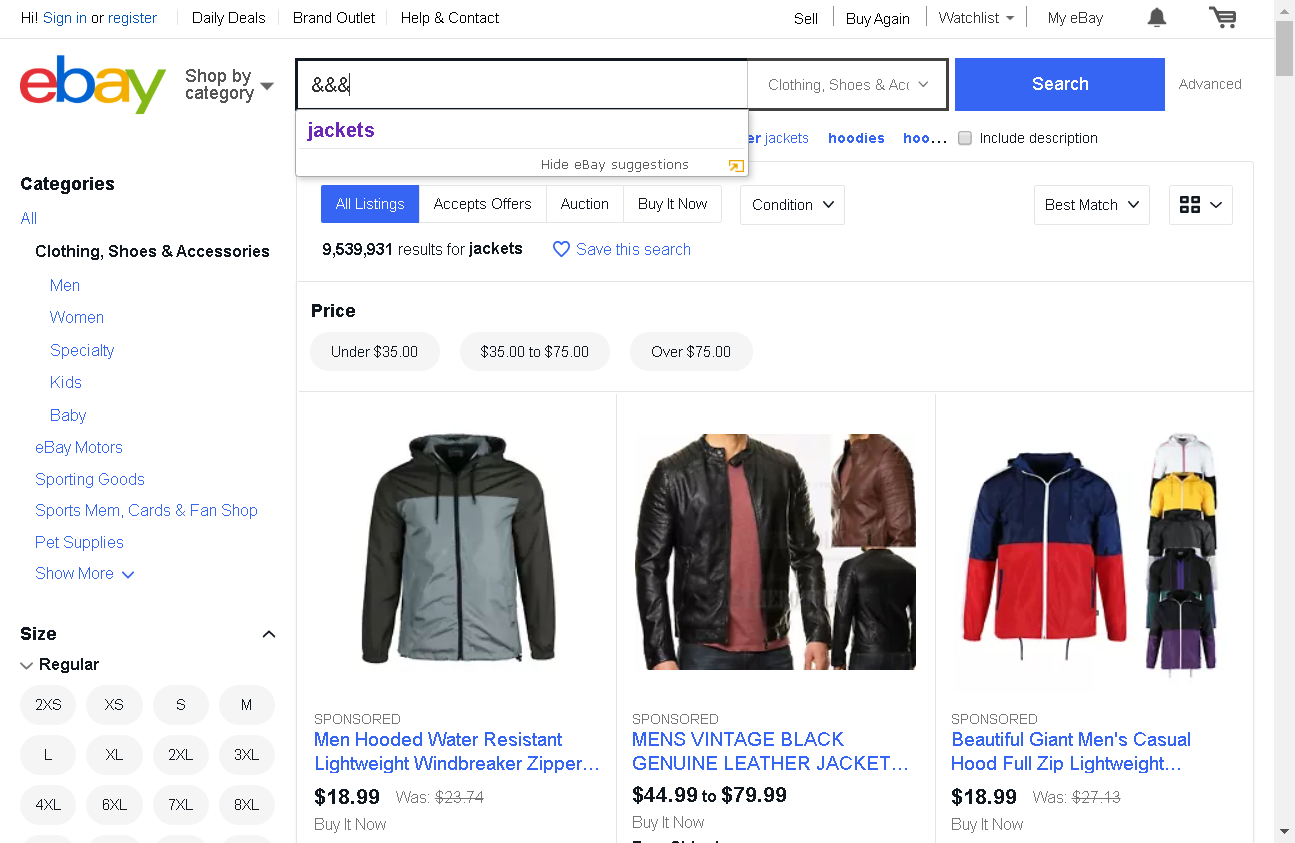 Hi! Sign in or register
Daily Deals
Brand Outlet
Help & Contact
Sell
Buy Again
Watchlist
My eBay
ebay
Shop by category
&&&
Clothing, Shoes & Acc
Search
Advanced
jackets
Hide eBay suggestions
er jackets
hoodies
hoo...
Include description
Categories
All
Clothing, Shoes & Accessories
Men
Women
Specialty
Kids
Baby
eBay Motors
Sporting Goods
Sports Mem, Cards & Fan Shop
Pet Supplies
Show More
Size
Regular
2XS XS S M
L XL 2XL 3XL
4XL 6XL 7XL 8XL
All Listings
Accepts Offers
Auction
Buy It Now
Condition
Best Match
9,539,931 results for jackets
Save this search
Price
Under $35.00
$35.00 to $75.00
Over $75.00
SPONSORED
Men Hooded Water Resistant
Lightweight Windbreaker Zipper...
$18.99 Was: $23.74
Buy It Now
SPONSORED
MENS VINTAGE BLACK
GENUINE LEATHER JACKET...
$44.99 to $79.99
Buy It Now
SPONSORED
Beautiful Giant Men's Casual
Hood Full Zip Lightweight...
$18.99 Was: $27.13
Buy It Now